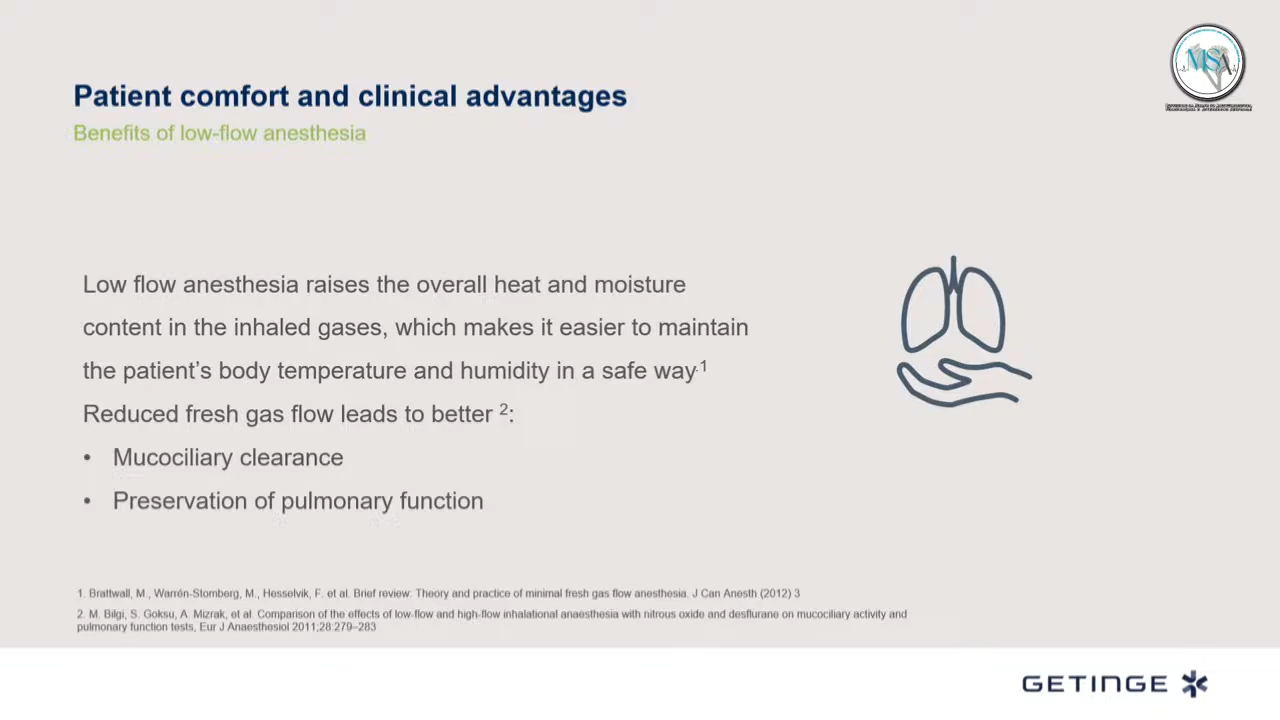 MSA
Patient comfort and clinical advantages
Benefits of low-flow anesthesia
Low flow anesthesia raises the overall heat and moisture
content in the inhaled gases, which makes it easier to maintain
the patient’s body temperature and humidity in a safe way.1
Reduced fresh gas flow leads to better 2:
• Mucociliary clearance
• Preservation of pulmonary function
1. Brattwall, M., Warrén-Stomberg, M., Hesselvik, F. et al. Brief review: Theory and practice of minimal fresh gas flow anesthesia. J Can Anesth (2012) 3
2. M. Bilgi, S. Goksu, A. Mizrak, et al. Comparison of the effects of low-flow and high-flow inhalational anaesthesia with nitrous oxide and desflurane on mucociliary activity and
pulmonary function tests, Eur J Anaesthesiol 2011;28:279–283
GETINGE